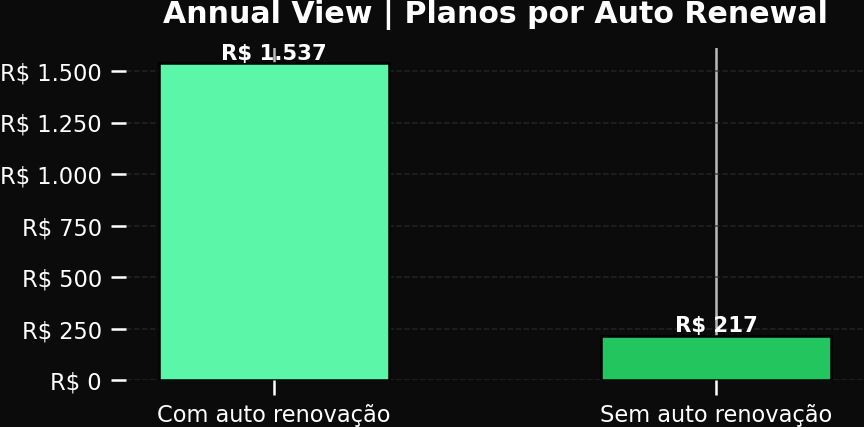 Annual View | Planos por Auto Renewal
R$ 1.537
R$ 1.500
R$ 1.250
R$ 1.000
R$ 750
R$ 500
R$ 250
R$ 217
R$ 0
Com auto renovação
Sem auto renovação